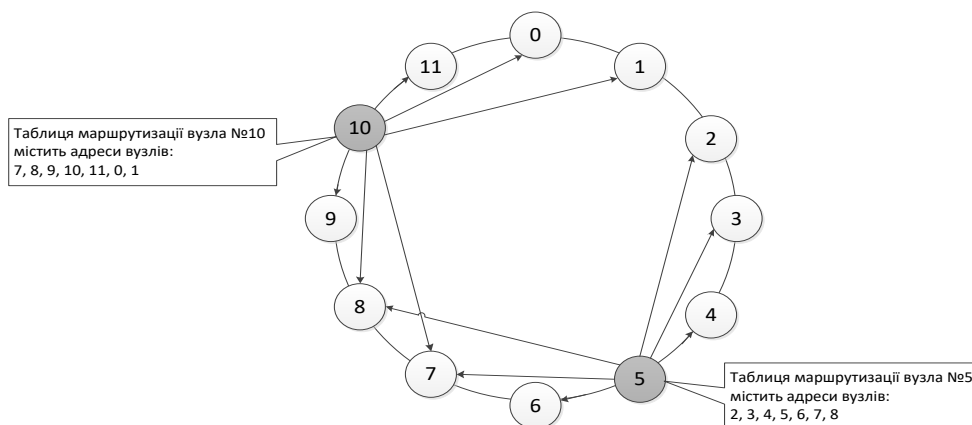 0
11
1
10
2
Таблиця маршрутизації вузла №10
містить адреси вузлів:
7, 8, 9, 10, 11, 0, 1
9
3
8
4
7
5
6
Таблиця маршрутизації вузла №5
містить адреси вузлів:
2, 3, 4, 5, 6, 7, 8